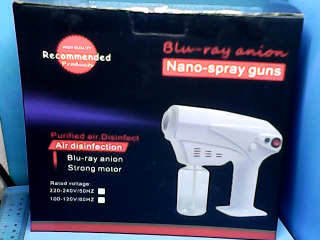 HIGH QUALITY
Recommended
Products
Blu-ray anion
Nano-spray guns
Purified air, Disinfect
Air disinfection
Blu-ray anion
Strong motor
Rated voltage:
220-240V/50HZ
100-120V/60HZ